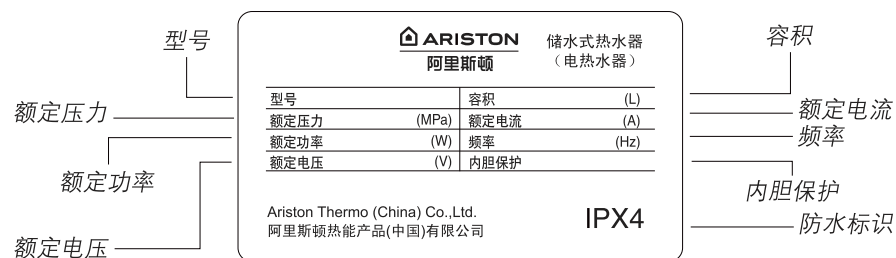 型号
容积
额定压力
额定电流
频率
额定功率
内胆保护
额定电压
防水标识
ARISTON
阿里斯顿
储水式热水器
（电热水器）
型号 容积 (L)
额定压力 (MPa) 额定电流 (A)
额定功率 (W) 频率 (Hz)
额定电压 (V) 内胆保护
Ariston Thermo (China) Co.,Ltd.
阿里斯顿热能产品(中国)有限公司
IPX4